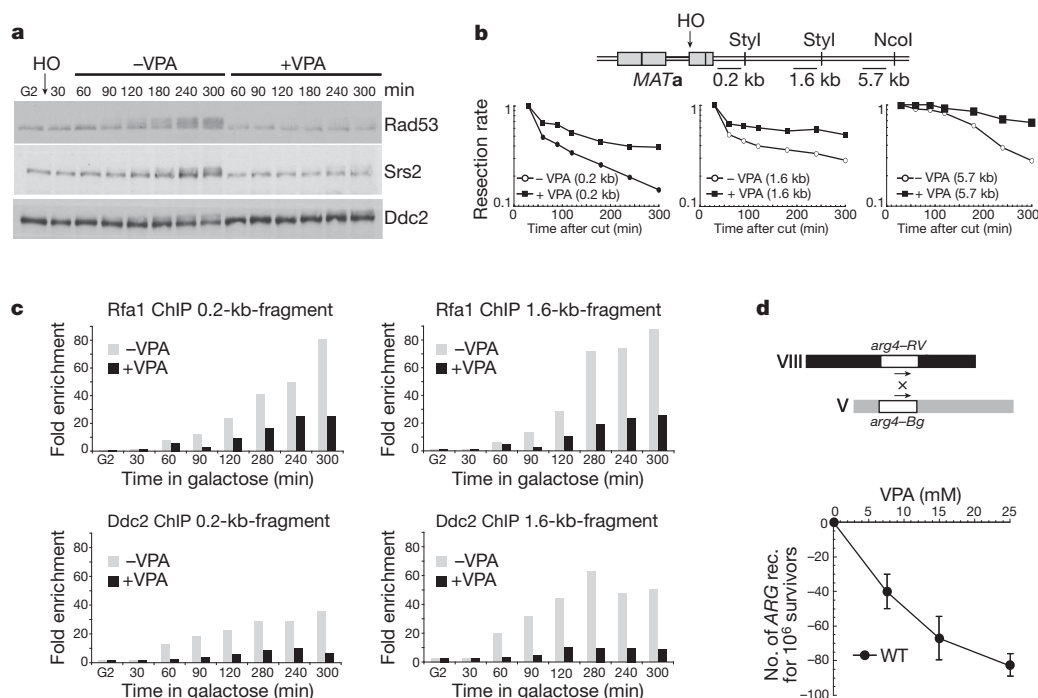 a
HO
–VPA
+VPA
G2 30 60 90 120 180 240 300 60 90 120 180 240 300 min
Rad53
Srs2
Ddc2
b
HO
StyI StyI NcoI
MATa 0.2 kb 1.6 kb 5.7 kb
Resection rate
1
0.1
– VPA (0.2 kb)
+ VPA (0.2 kb)
0 100 200 300
Time after cut (min)
1
0.1
– VPA (1.6 kb)
+ VPA (1.6 kb)
0 100 200 300
Time after cut (min)
1
0.1
– VPA (5.7 kb)
+ VPA (5.7 kb)
0 100 200 300
Time after cut (min)
c
Rfa1 ChIP 0.2-kb-fragment
Fold enrichment
80
60
40
20
0
–VPA
+VPA
G2 30 60 90 120 280 240 300
Time in galactose (min)
Rfa1 ChIP 1.6-kb-fragment
Fold enrichment
80
60
40
20
0
–VPA
+VPA
G2 30 60 90 120 280 240 300
Time in galactose (min)
Ddc2 ChIP 0.2-kb-fragment
Fold enrichment
80
60
40
20
0
–VPA
+VPA
G2 30 60 90 120 280 240 300
Time in galactose (min)
Ddc2 ChIP 1.6-kb-fragment
Fold enrichment
80
60
40
20
0
–VPA
+VPA
G2 30 60 90 120 280 240 300
Time in galactose (min)
d
arg4–RV
VIII
×
V
arg4–Bg
VPA (mM)
0 5 10 15 20 25
0
–20
–40
–60
–80
–100
No. of ARG rec.
for 10⁶ survivors
WT